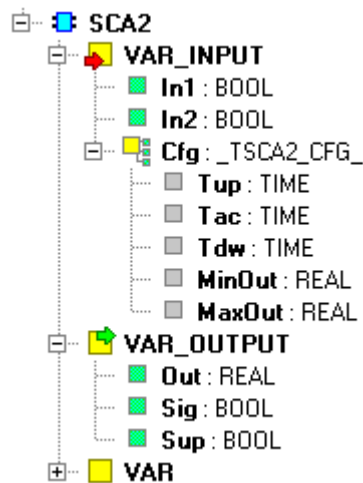 SCA2
VAR_INPUT
In1 : BOOL
In2 : BOOL
Cfg : _TSCA2_CFG_
Tup : TIME
Tac : TIME
Tdw : TIME
MinOut : REAL
MaxOut : REAL
VAR_OUTPUT
Out : REAL
Sig : BOOL
Sup : BOOL
VAR